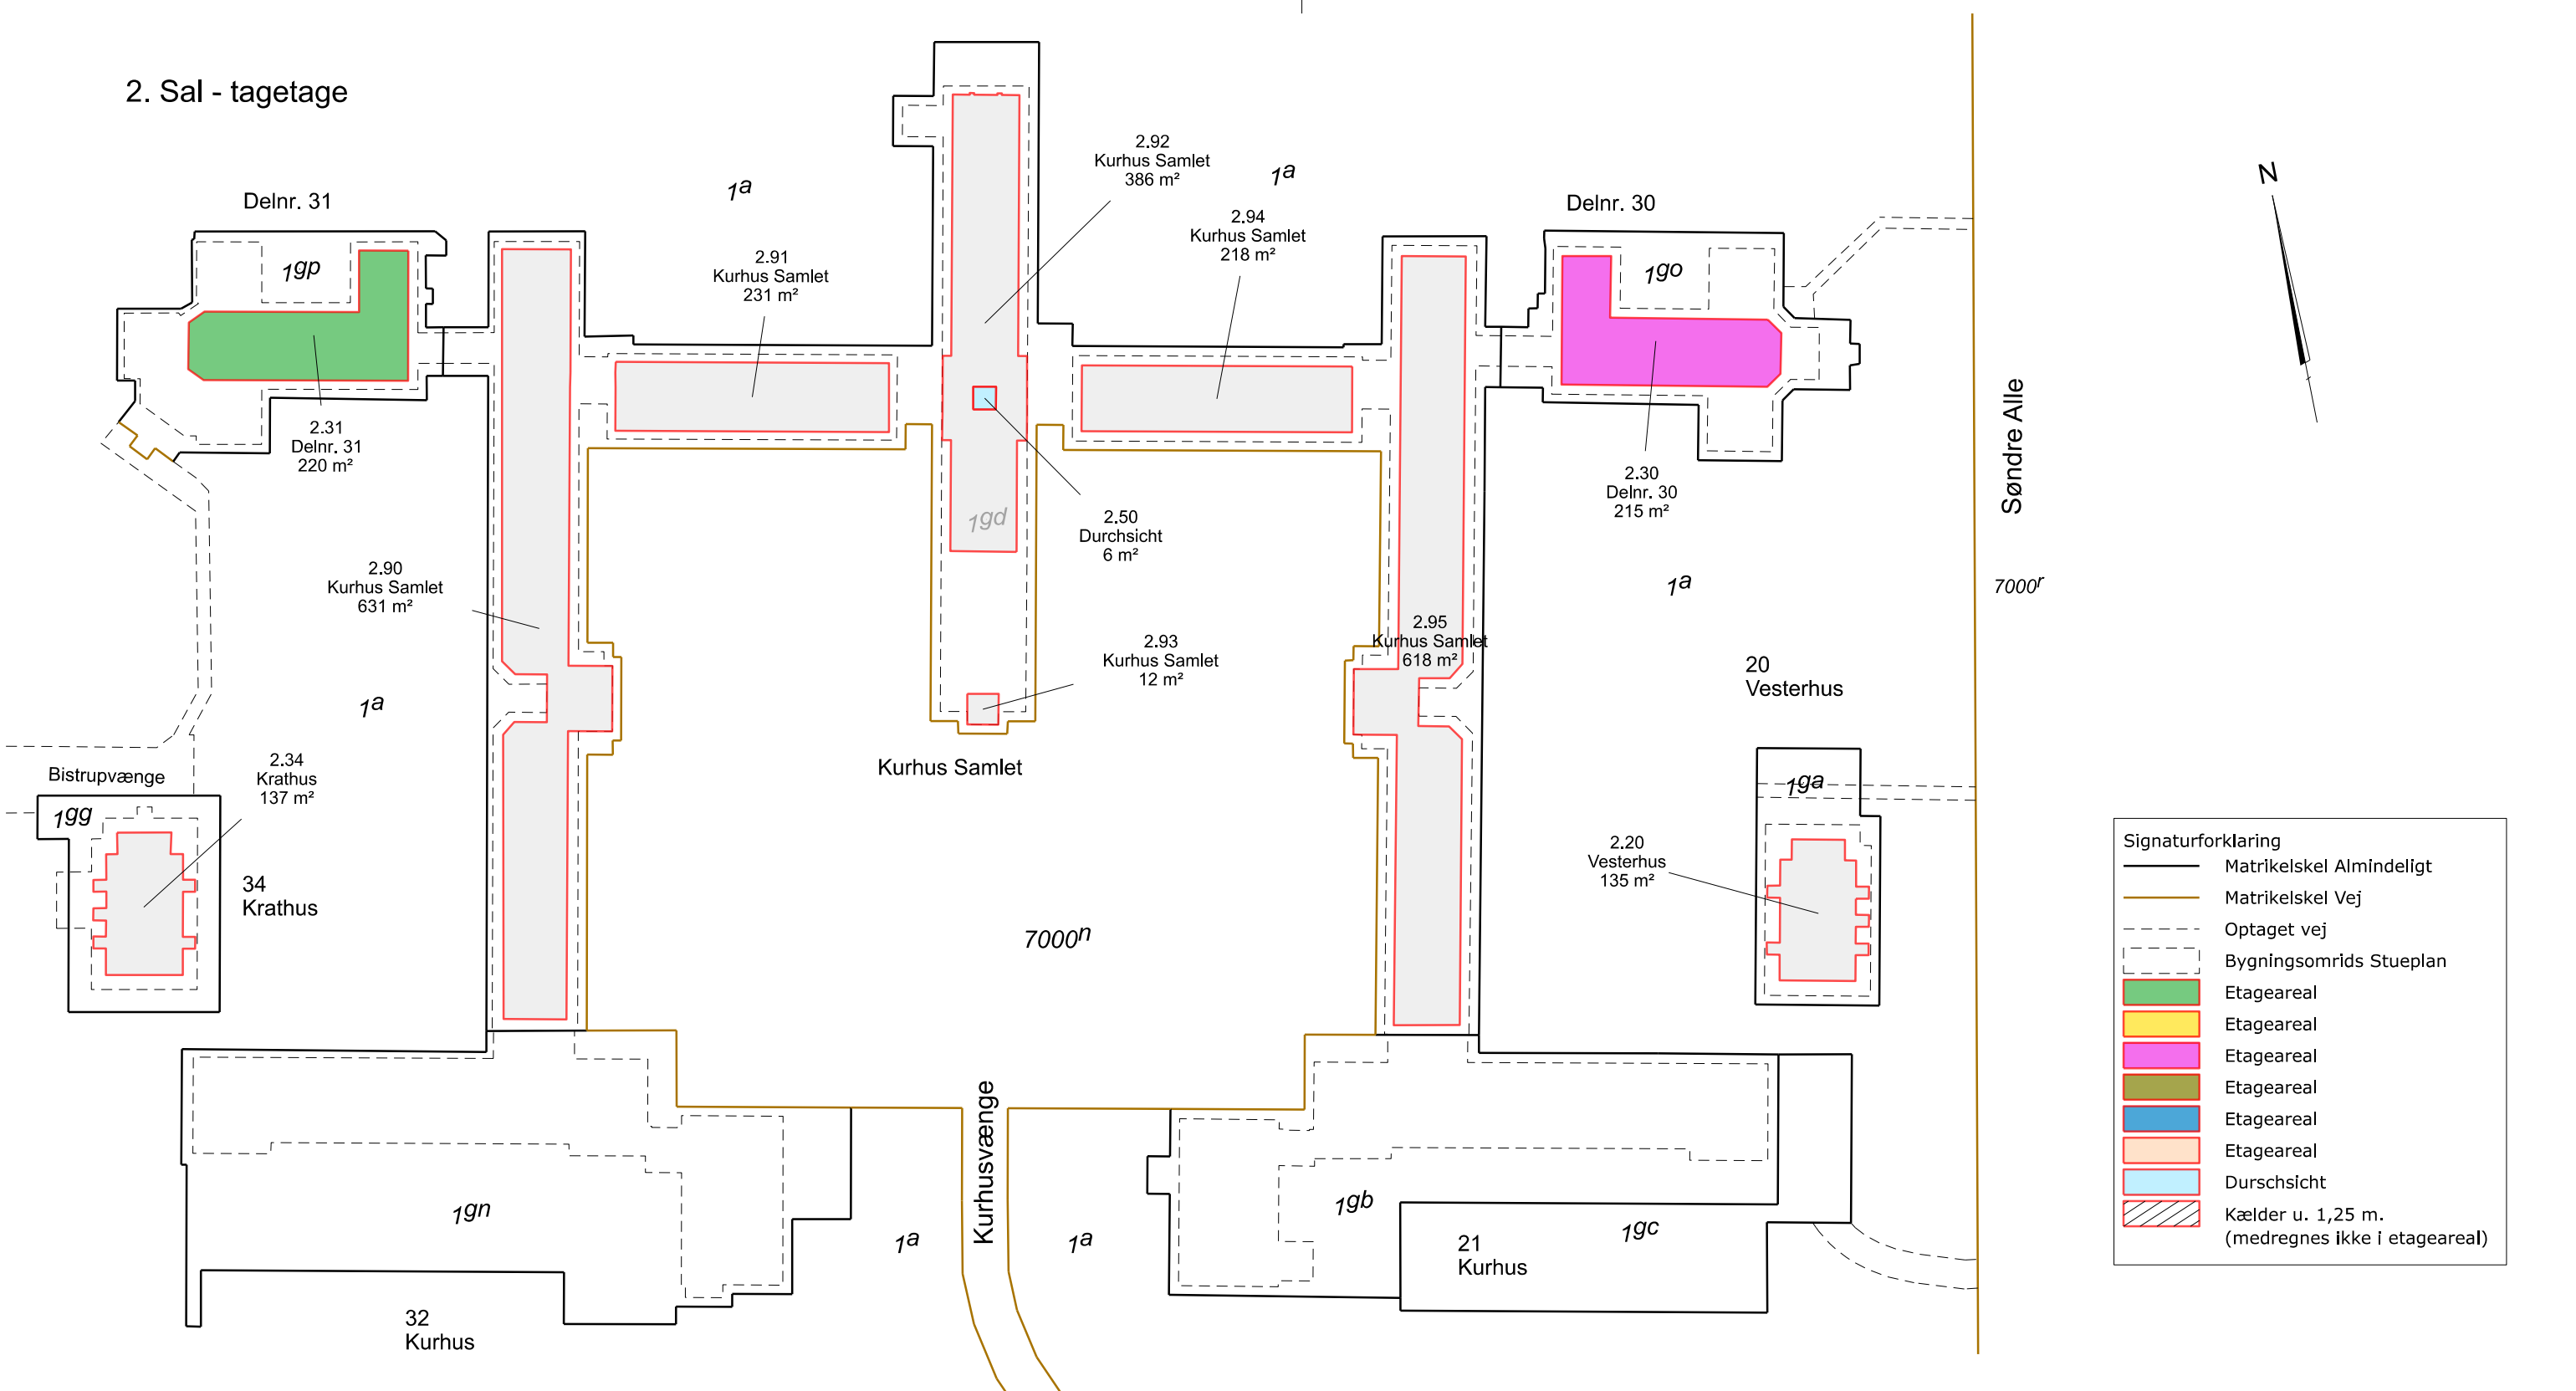 2. Sal - tagetage
Delnr. 31
1gp
2.31
Delnr. 31
220 m²
2.90
Kurhus Samlet
631 m²
1a
2.91
Kurhus Samlet
231 m²
1a
2.92
Kurhus Samlet
386 m²
1a
2.94
Kurhus Samlet
218 m²
1gd
2.50
Durchsicht
6 m²
2.93
Kurhus Samlet
12 m²
Kurhus Samlet
7000n
2.95
Kurhus Samlet
618 m²
Delnr. 30
1go
2.30
Delnr. 30
215 m²
1a
N
Søndre Alle
7000r
20
Vesterhus
1ga
2.20
Vesterhus
135 m²
Bistrupvænge
1gg
2.34
Krathus
137 m²
34
Krathus
1gn
32
Kurhus
1a
Kurhusvænge
1a
1gb
21
Kurhus
1gc
Signaturforklaring
Matrikelskel Almindeligt
Matrikelskel Vej
Optaget vej
Bygningsomrids Stueplan
Etageareal
Etageareal
Etageareal
Etageareal
Etageareal
Etageareal
Durschsicht
Kælder u. 1,25 m.
(medregnes ikke i etageareal)